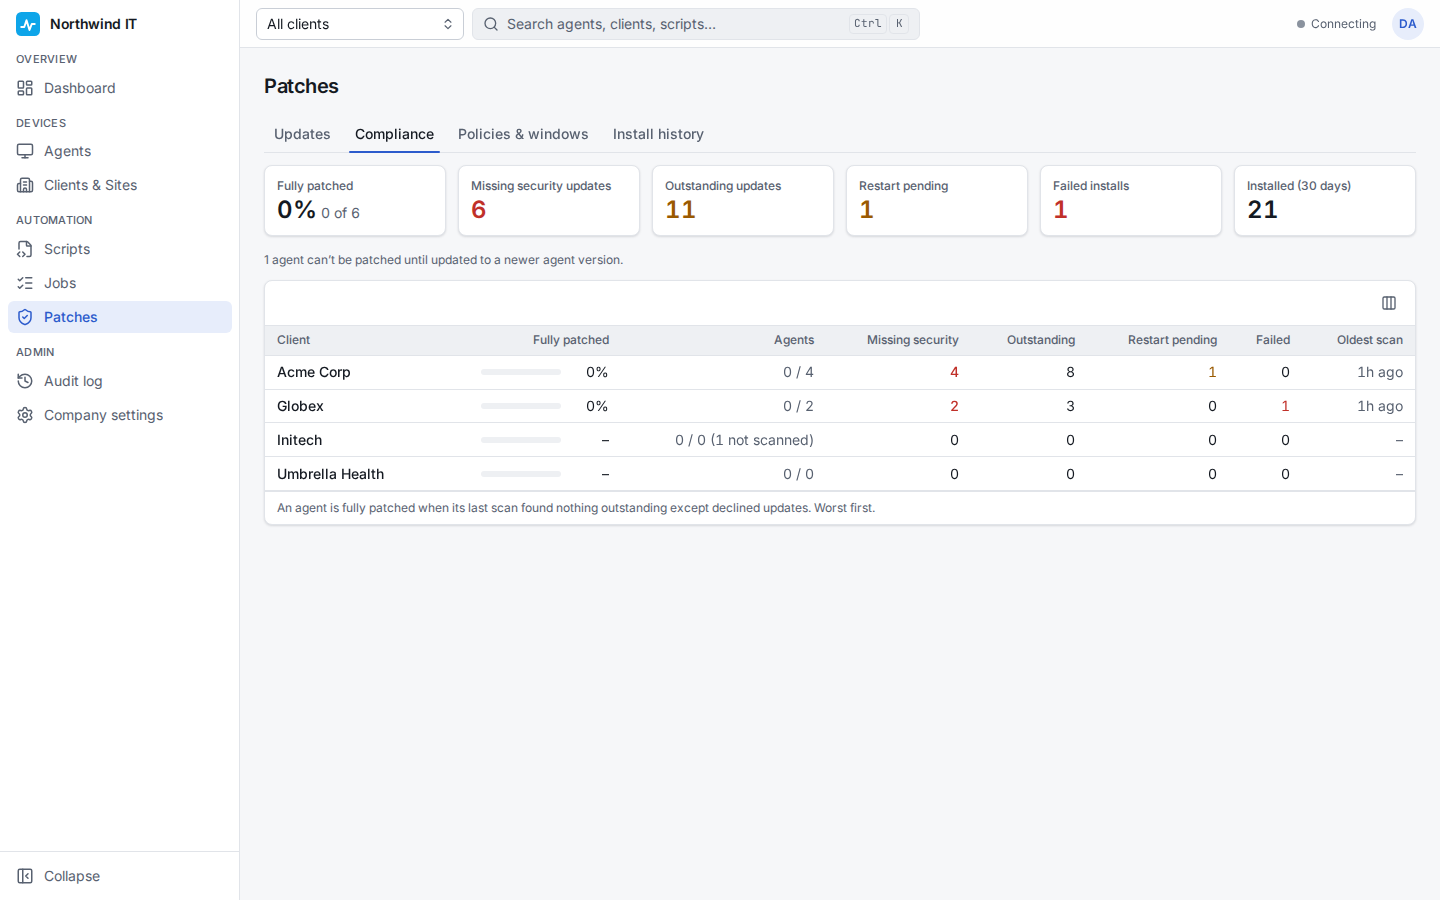 Northwind IT
All clients
Search agents, clients, scripts...
Ctrl K
Connecting
DA
OVERVIEW
Dashboard
DEVICES
Agents
Clients & Sites
AUTOMATION
Scripts
Jobs
Patches
ADMIN
Audit log
Company settings
Collapse
Patches
Updates Compliance Policies & windows Install history
Fully patched
0% 0 of 6
Missing security updates
6
Outstanding updates
11
Restart pending
1
Failed installs
1
Installed (30 days)
21
1 agent can’t be patched until updated to a newer agent version.
Client Fully patched Agents Missing security Outstanding Restart pending Failed Oldest scan
Acme Corp 0% 0 / 4 4 8 1 0 1h ago
Globex 0% 0 / 2 2 3 0 1 1h ago
Initech – 0 / 0 (1 not scanned) 0 0 0 0 –
Umbrella Health – 0 / 0 0 0 0 0 –
An agent is fully patched when its last scan found nothing outstanding except declined updates. Worst first.